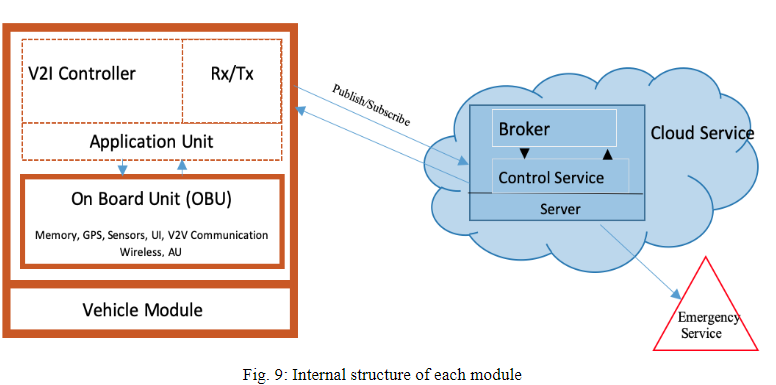 V2I Controller
Rx/Tx
Application Unit
On Board Unit (OBU)
Memory, GPS, Sensors, UI, V2V Communication
Wireless, AU
Vehicle Module
Publish/Subscribe
Broker
Control Service
Server
Cloud Service
Emergency
Service
Fig. 9: Internal structure of each module